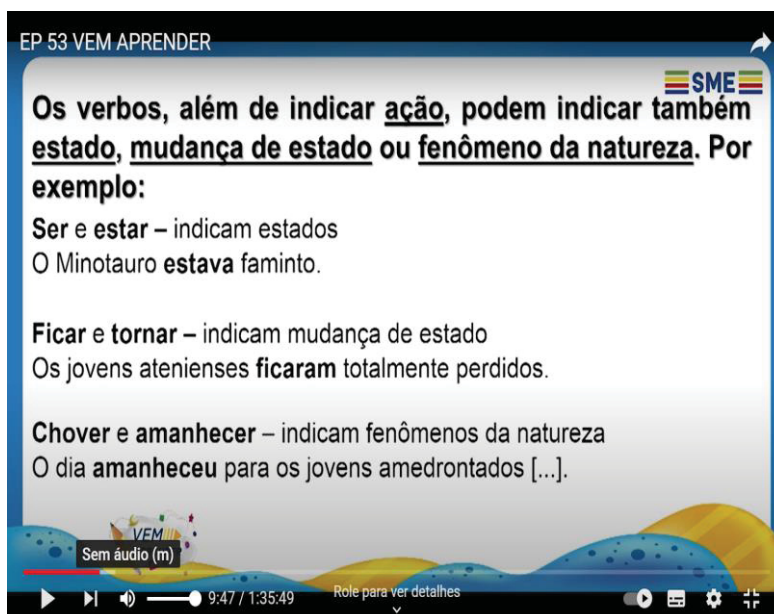 EP 53 VEM APRENDER
SME
Os verbos, além de indicar ação, podem indicar também
estado, mudança de estado ou fenômeno da natureza. Por
exemplo:
Ser e estar – indicam estados
O Minotauro estava faminto.
Ficar e tornar – indicam mudança de estado
Os jovens atenienses ficaram totalmente perdidos.
Chover e amanhecer – indicam fenômenos da natureza
O dia amanheceu para os jovens amedrontados [...].
VEM
Sem áudio (m)
9:47 / 1:35:49
Role para ver detalhes